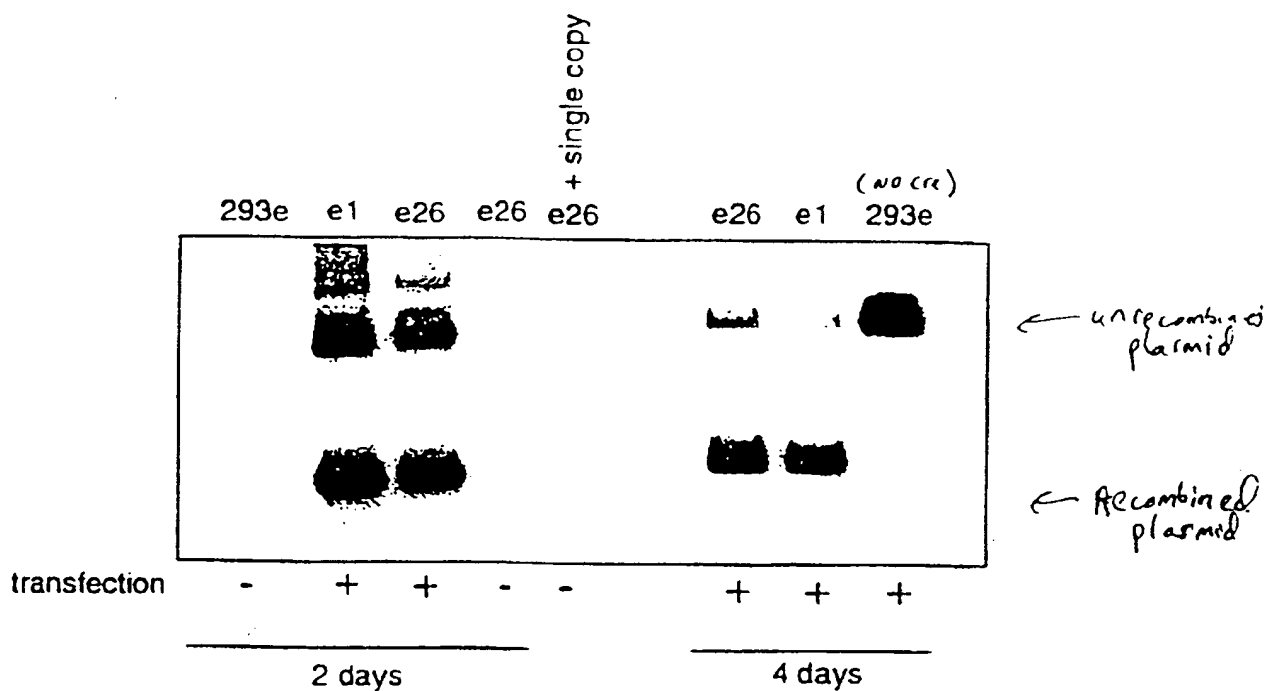 + single copy
(NO cre)
293e e1 e26 e26 e26 e26 e1 293e
← unrecombined
plasmid
← Recombined
plasmid
transfection - + + - - + + +
2 days 4 days